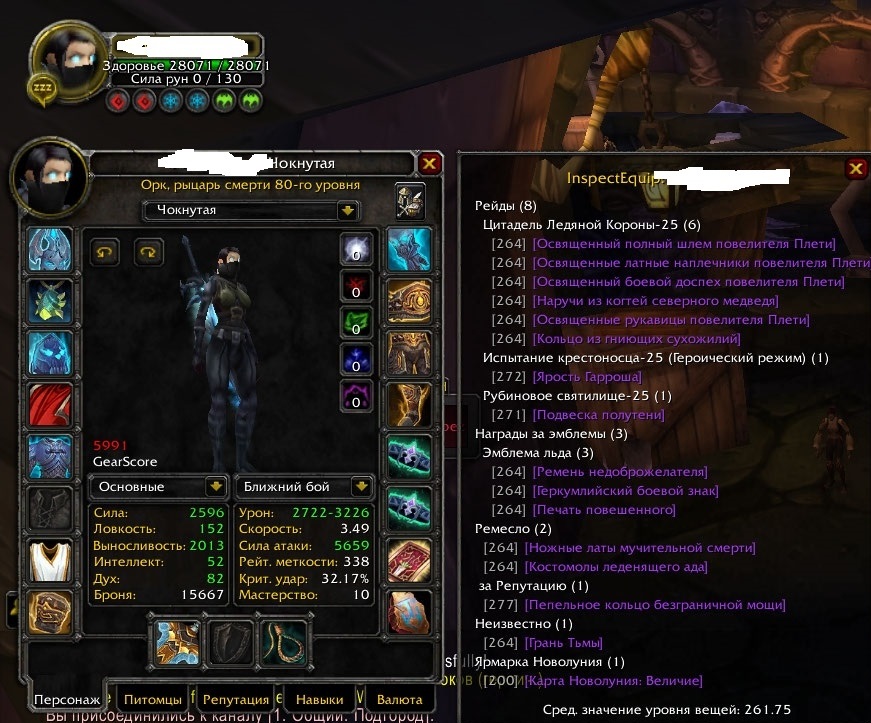 Здоровье 28071 / 28071
Сила рун 0 / 130
zzz
Чокнутая
Орк, рыцарь смерти 80-го уровня
Чокнутая
0
0
0
0
0
5991
GearScore
Основные
Ближний бой
Сила: 2596
Ловкость: 152
Выносливость: 2013
Интеллект: 52
Дух: 82
Броня: 15667
Урон: 2722-3226
Скорость: 3.49
Сила атаки: 5659
Рейт. меткости: 338
Крит. удар: 32.17%
Мастерство: 10
Персонаж
Питомцы
Репутация
Навыки
Валюта
Вы присоединились к каналу [1. Общий: Подгород].
InspectEquip:
Рейды (8)
Цитадель Ледяной Короны-25 (6)
[264] [Освященный полный шлем повелителя Плети]
[264] [Освященные латные наплечники повелителя Плети
[264] [Освященный боевой доспех повелителя Плети]
[264] [Наручи из когтей северного медведя]
[264] [Освященные рукавицы повелителя Плети]
[264] [Кольцо из гниющих сухожилий]
Испытание крестоносца-25 (Героический режим) (1)
[272] [Ярость Гарроша]
Рубиновое святилище-25 (1)
[271] [Подвеска полутени]
Награды за эмблемы (3)
Эмблема льда (3)
[264] [Ремень недоброжелателя]
[264] [Геркумлийский боевой знак]
[264] [Печать повешенного]
Ремесло (2)
[264] [Ножные латы мучительной смерти]
[264] [Костомолы леденящего ада]
за Репутацию (1)
[277] [Пепельное кольцо безграничной мощи]
Неизвестно (1)
[264] [Грань Тьмы]
Ярмарка Новолуния (1)
[200] [Карта Новолуния: Величие]
Сред. значение уровня вещей: 261.75